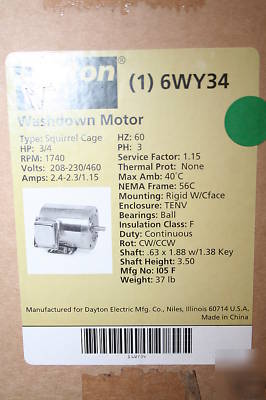 Dayton (1) 6WY34
Washdown Motor
Type: Squirrel Cage
HP: 3/4
RPM: 1740
Volts: 208-230/460
Amps: 2.4-2.3/1.15
HZ: 60
PH: 3
Service Factor: 1.15
Thermal Prot: None
Max Amb: 40°C
NEMA Frame: 56C
Mounting: Rigid W/Cface
Enclosure: TENV
Bearings: Ball
Insulation Class: F
Duty: Continuous
Rot: CW/CCW
Shaft: .63 x 1.88 w/1.38 Key
Shaft Height: 3.50
Mfg No: I05 F
Weight: 37 lb
Manufactured for Dayton Electric Mfg. Co., Niles, Illinois 60714 U.S.A.
Made in China